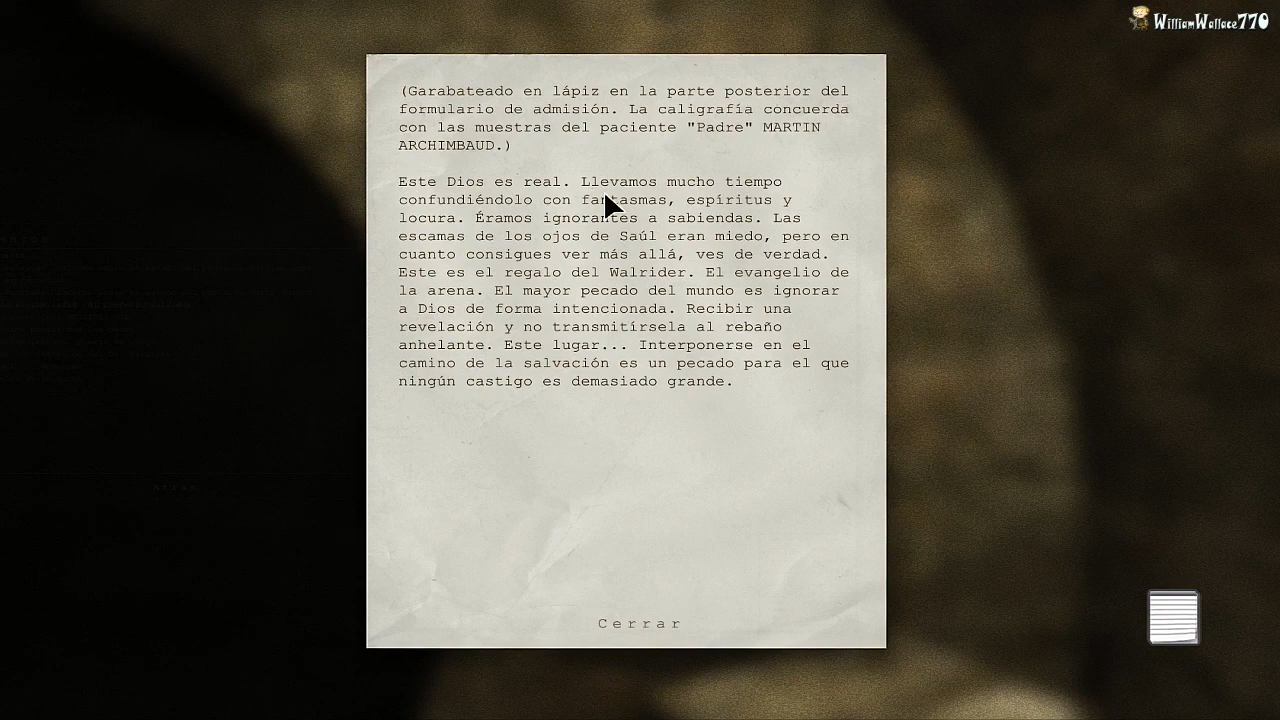 WilliamWallace770
(Garabateado en lápiz en la parte posterior del
formulario de admisión. La caligrafía concuerda
con las muestras del paciente "Padre" MARTIN
ARCHIMBAUD.)
Este Dios es real. Llevamos mucho tiempo
confundiéndolo con fantasmas, espíritus y
locura. Éramos ignorantes a sabiendas. Las
escamas de los ojos de Saúl eran miedo, pero en
cuanto consigues ver más allá, ves de verdad.
Este es el regalo del Walrider. El evangelio de
la arena. El mayor pecado del mundo es ignorar
a Dios de forma intencionada. Recibir una
revelación y no transmitírsela al rebaño
anhelante. Este lugar... Interponerse en el
camino de la salvación es un pecado para el que
ningún castigo es demasiado grande.
Cerrar